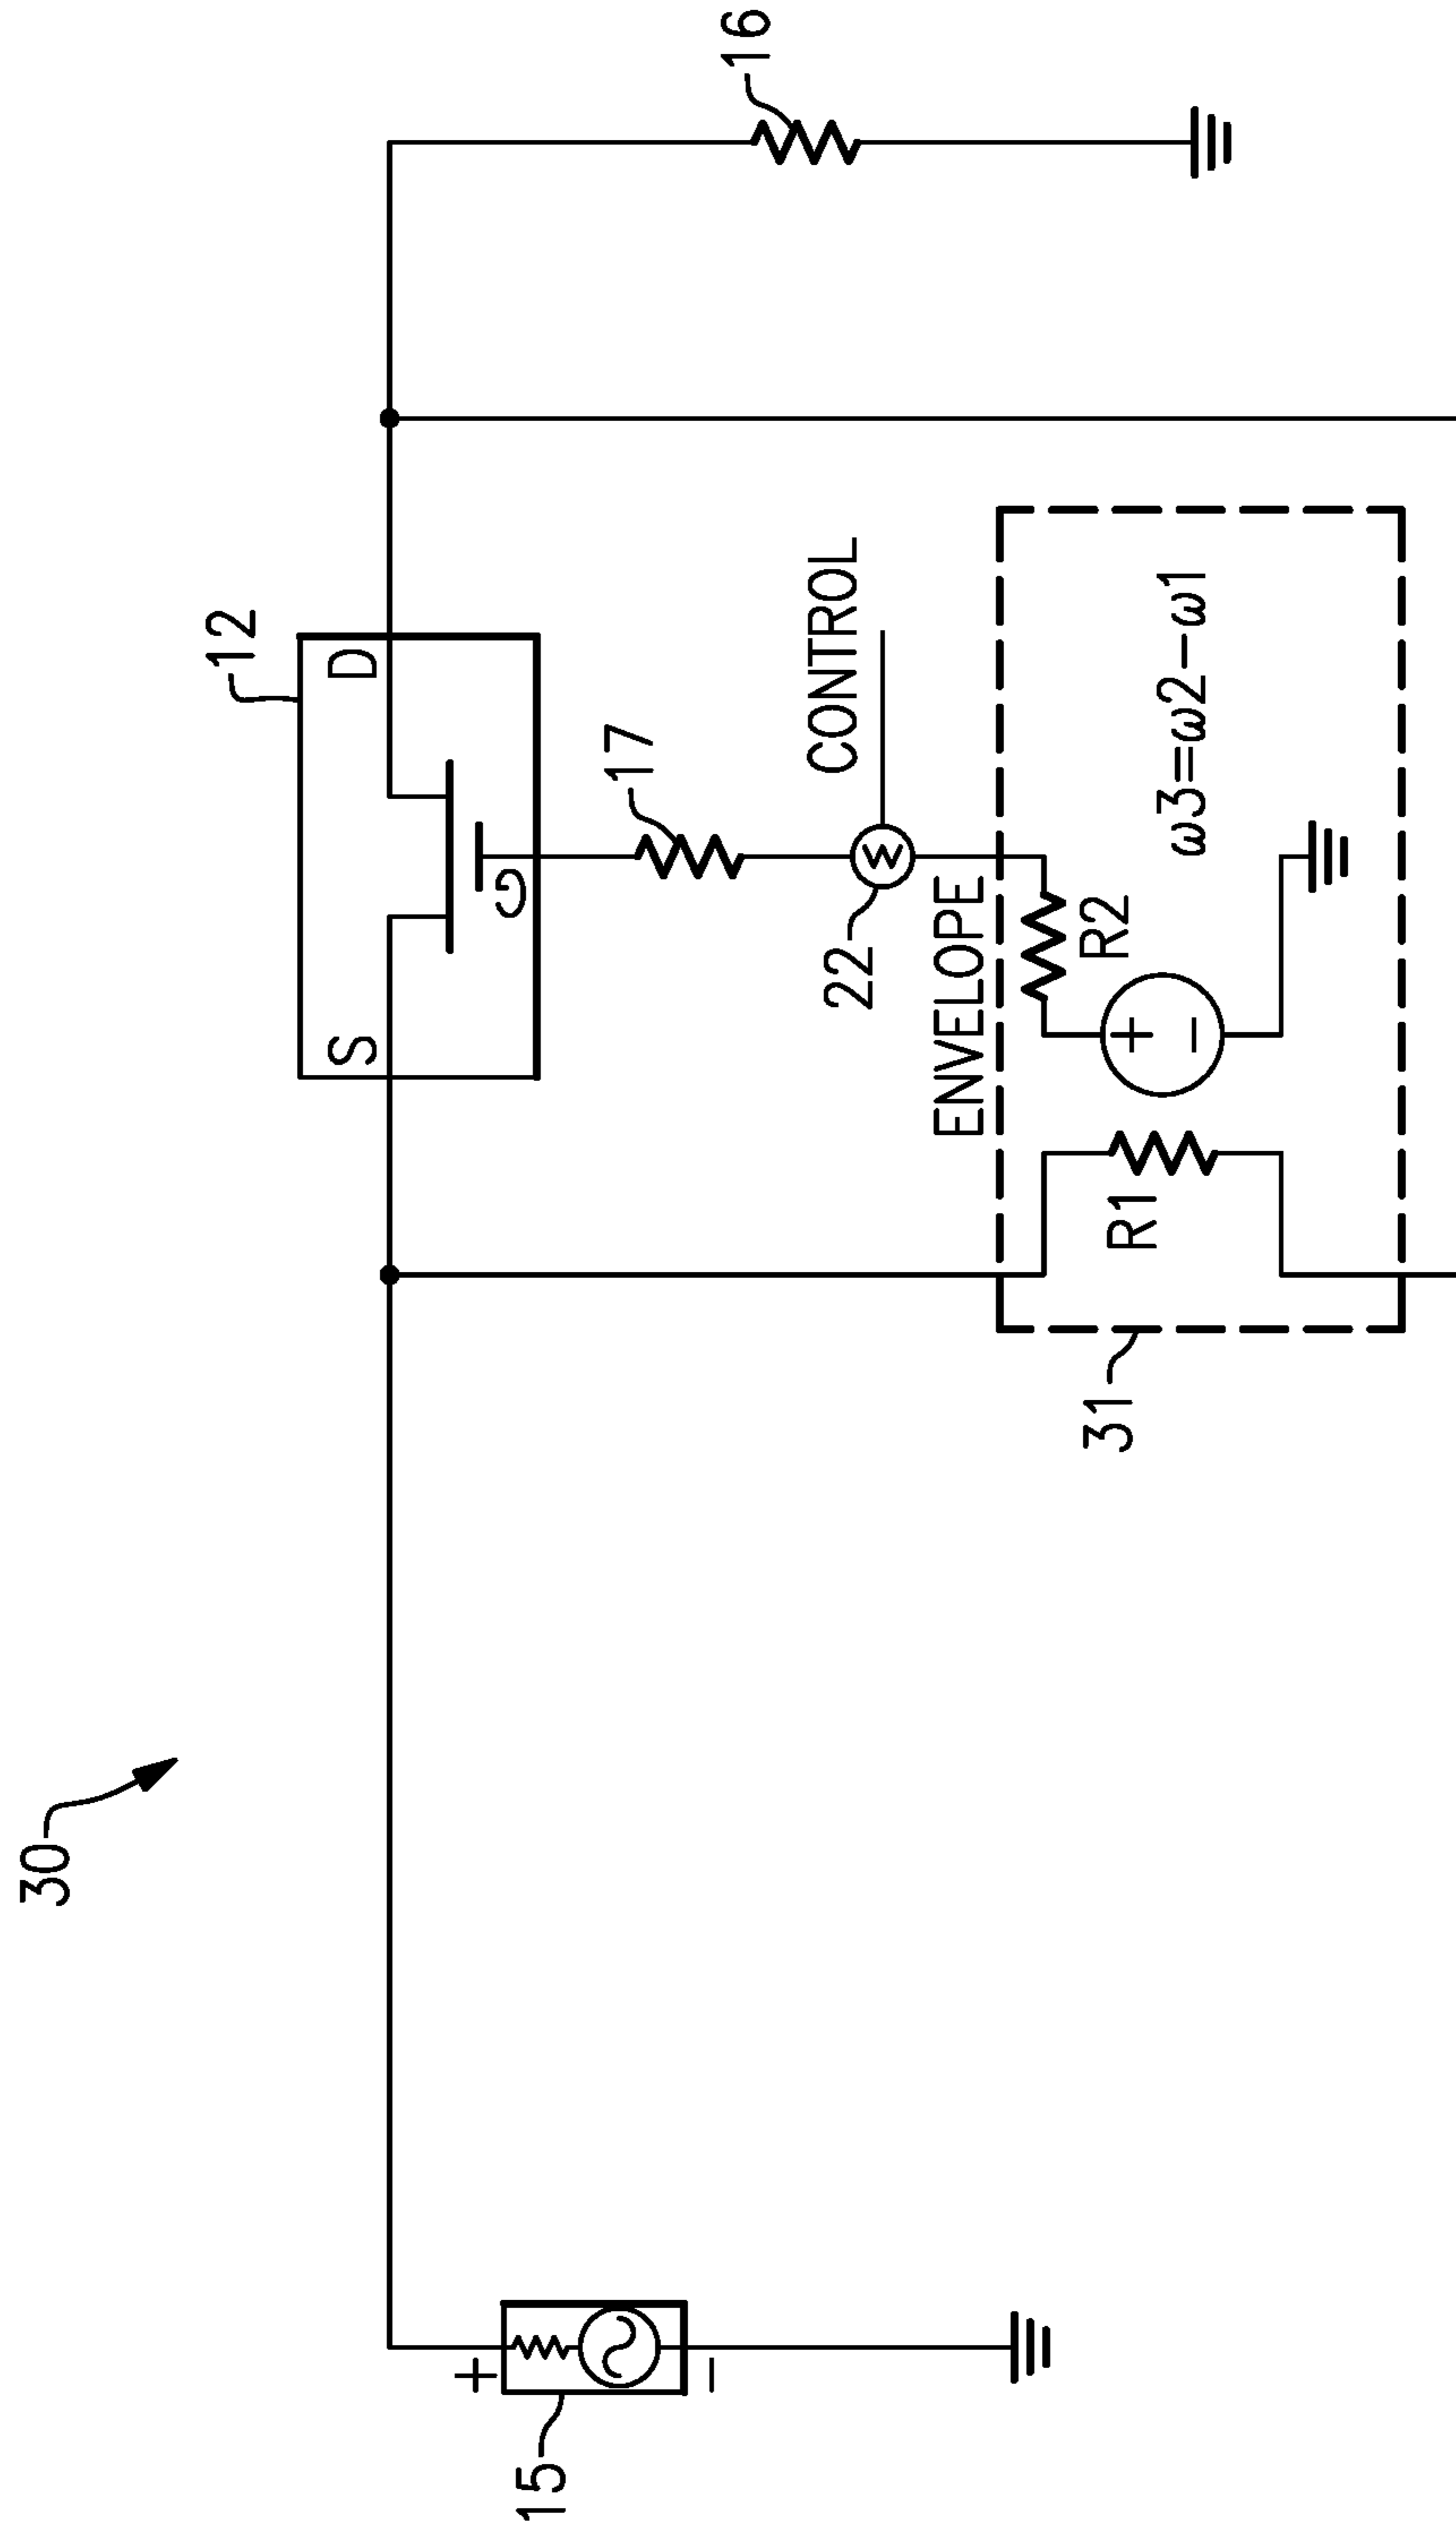 30
12
16
S
D
G
17
CONTROL
22
ENVELOPE
R2
R1
ω3=ω2−ω1
31
+
−
+
−
15